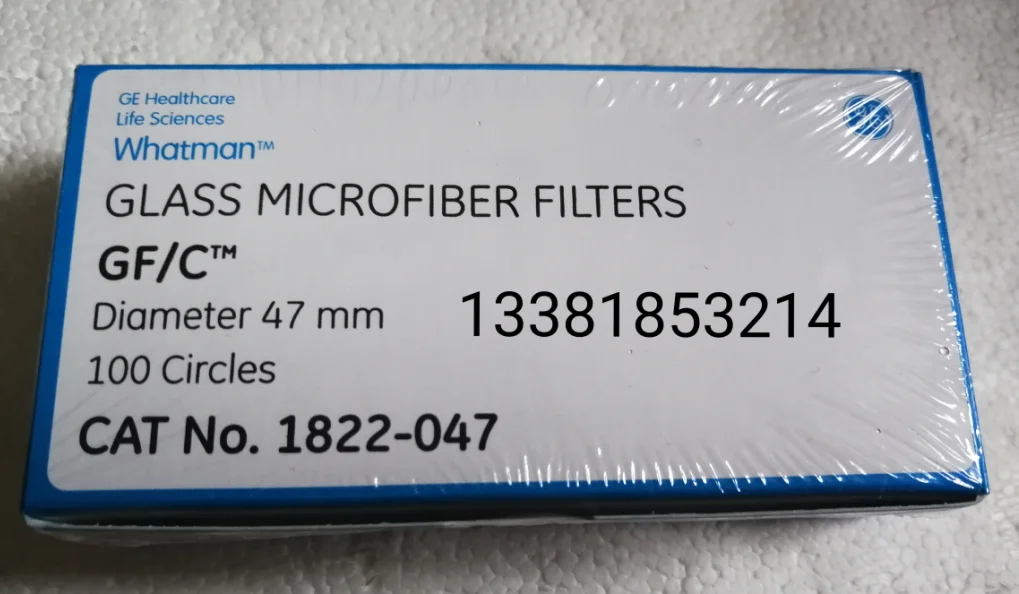 GE Healthcare
Life Sciences
Whatman™
GLASS MICROFIBER FILTERS
GF/C™
Diameter 47 mm
13381853214
100 Circles
CAT No. 1822-047